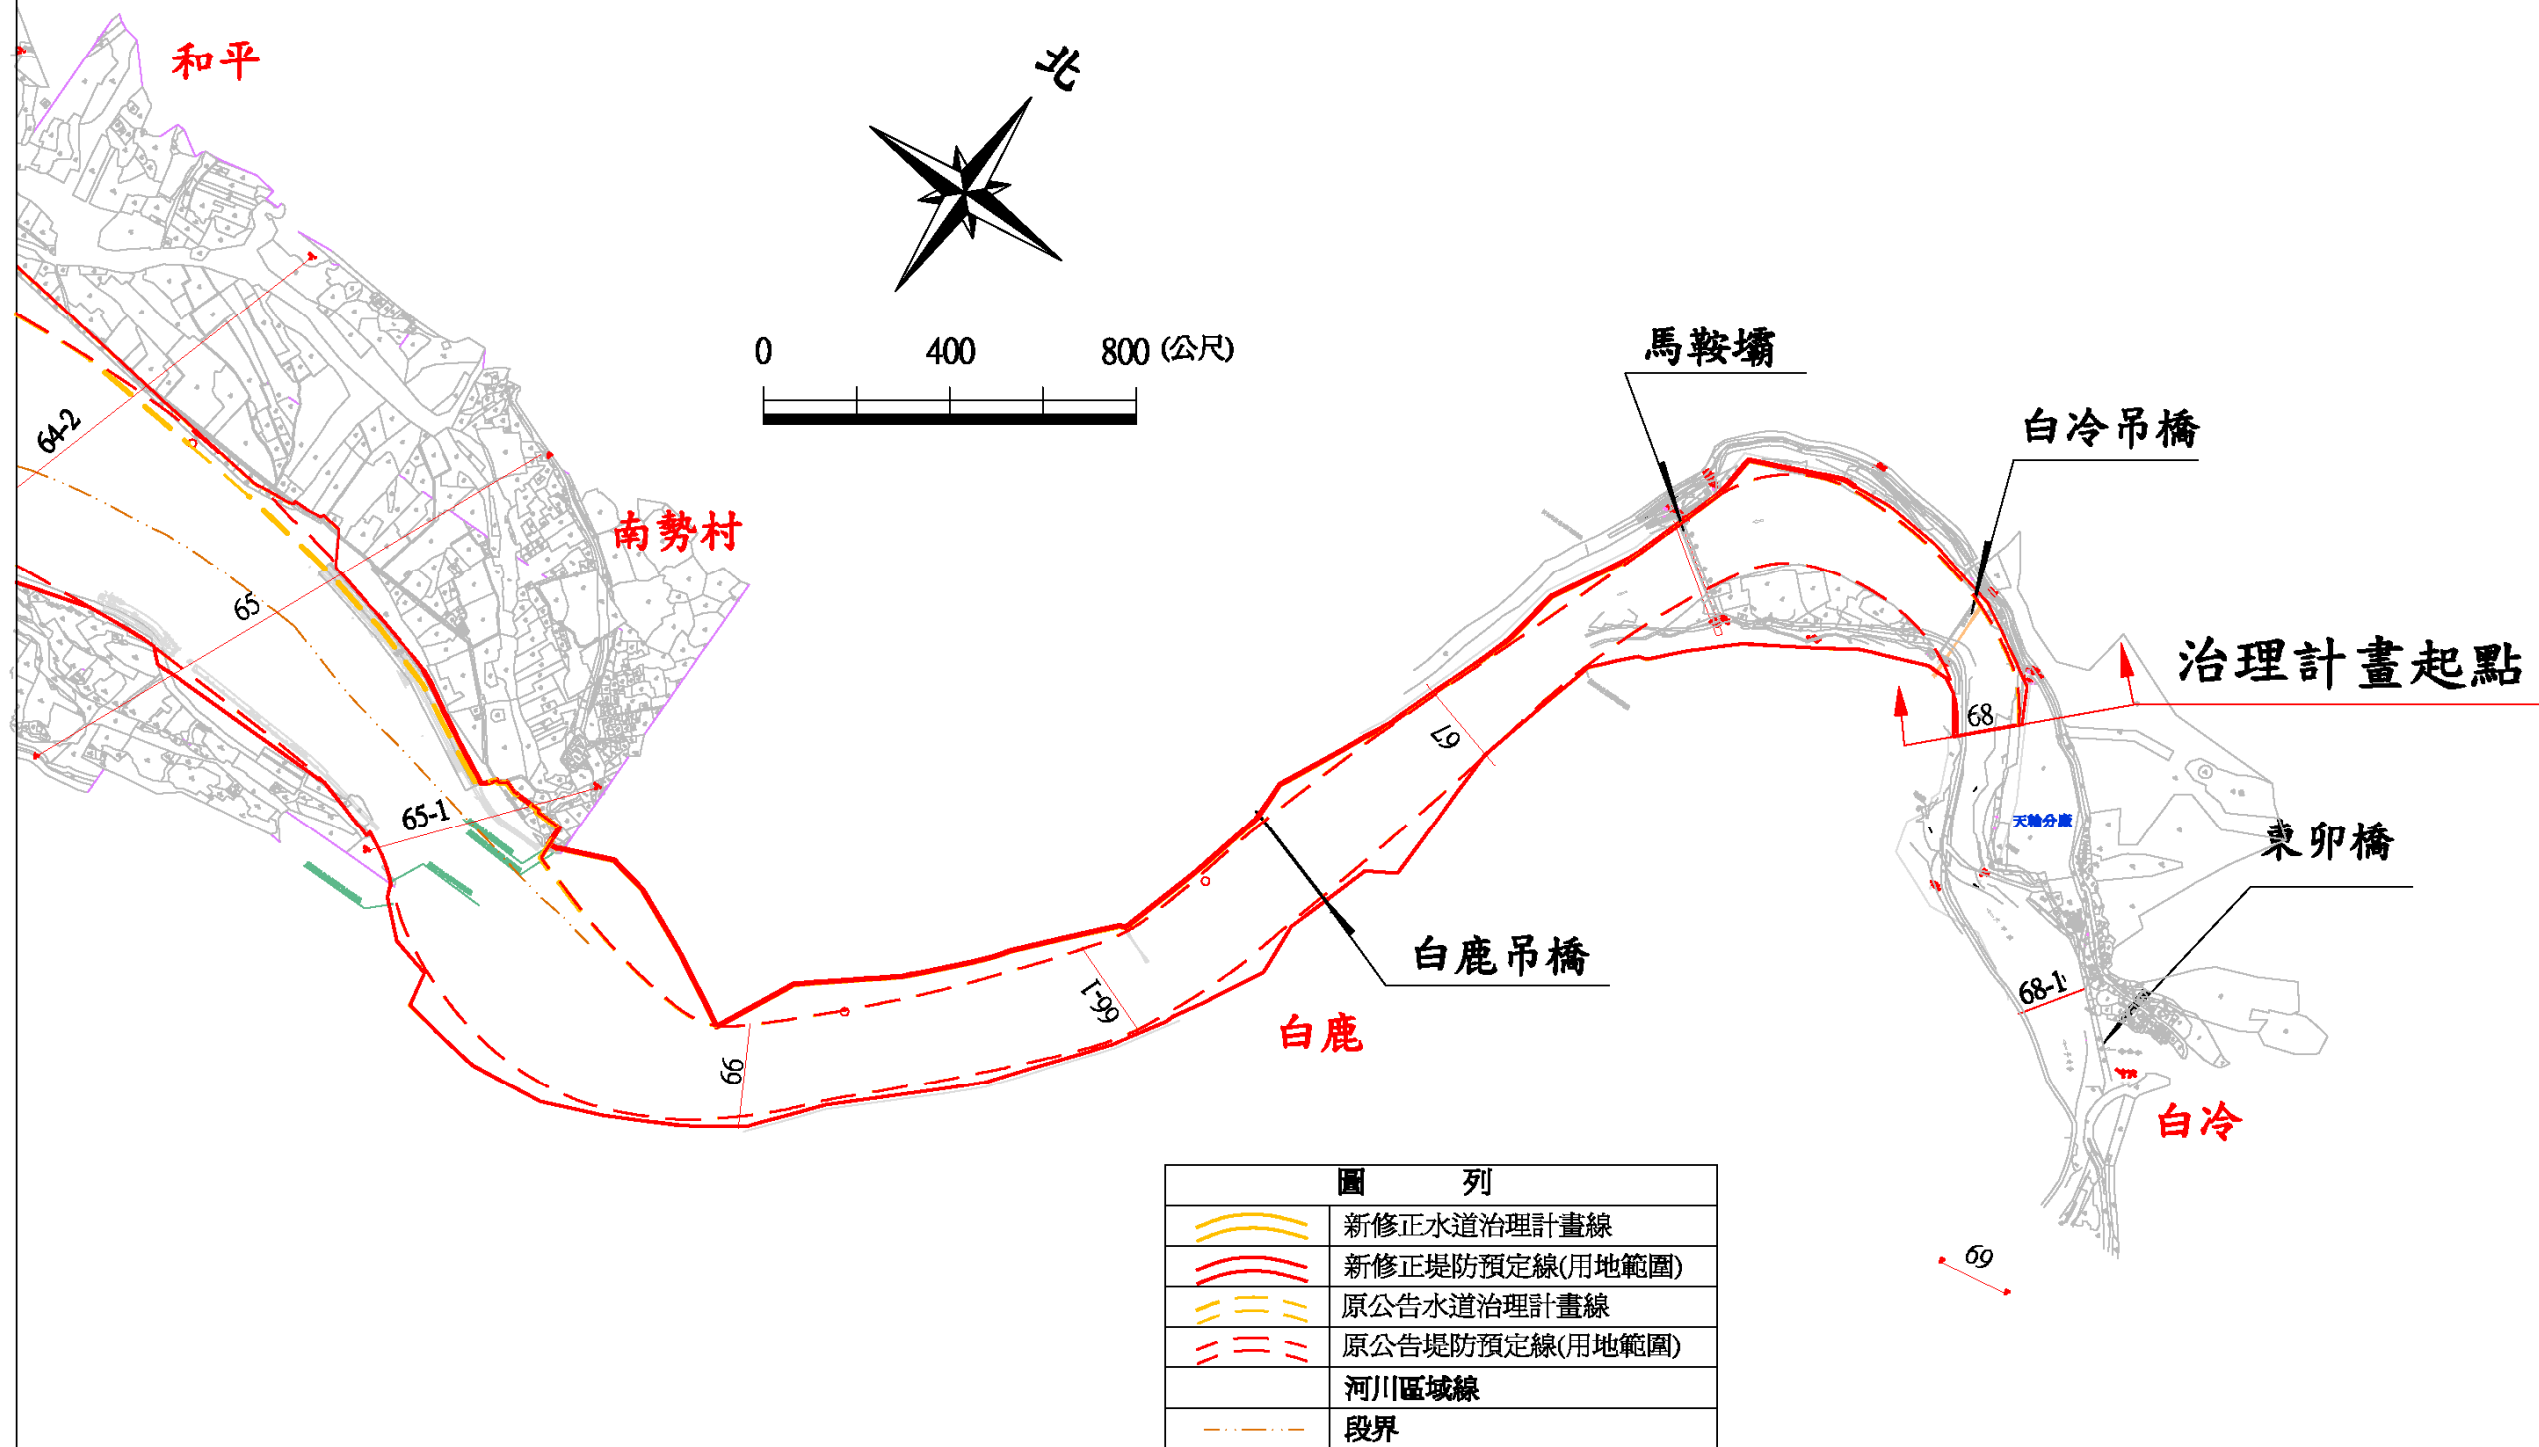 和平
北
0 400 800 (公尺)
馬鞍壩
白冷吊橋
64-2
南勢村
65
治理計畫起點
68
67
65-1
天輪分廠
東卯橋
白鹿吊橋
68-1
66-1
白鹿
66
白冷
69
圖 列
新修正水道治理計畫線
新修正堤防預定線(用地範圍)
原公告水道治理計畫線
原公告堤防預定線(用地範圍)
河川區域線
段界